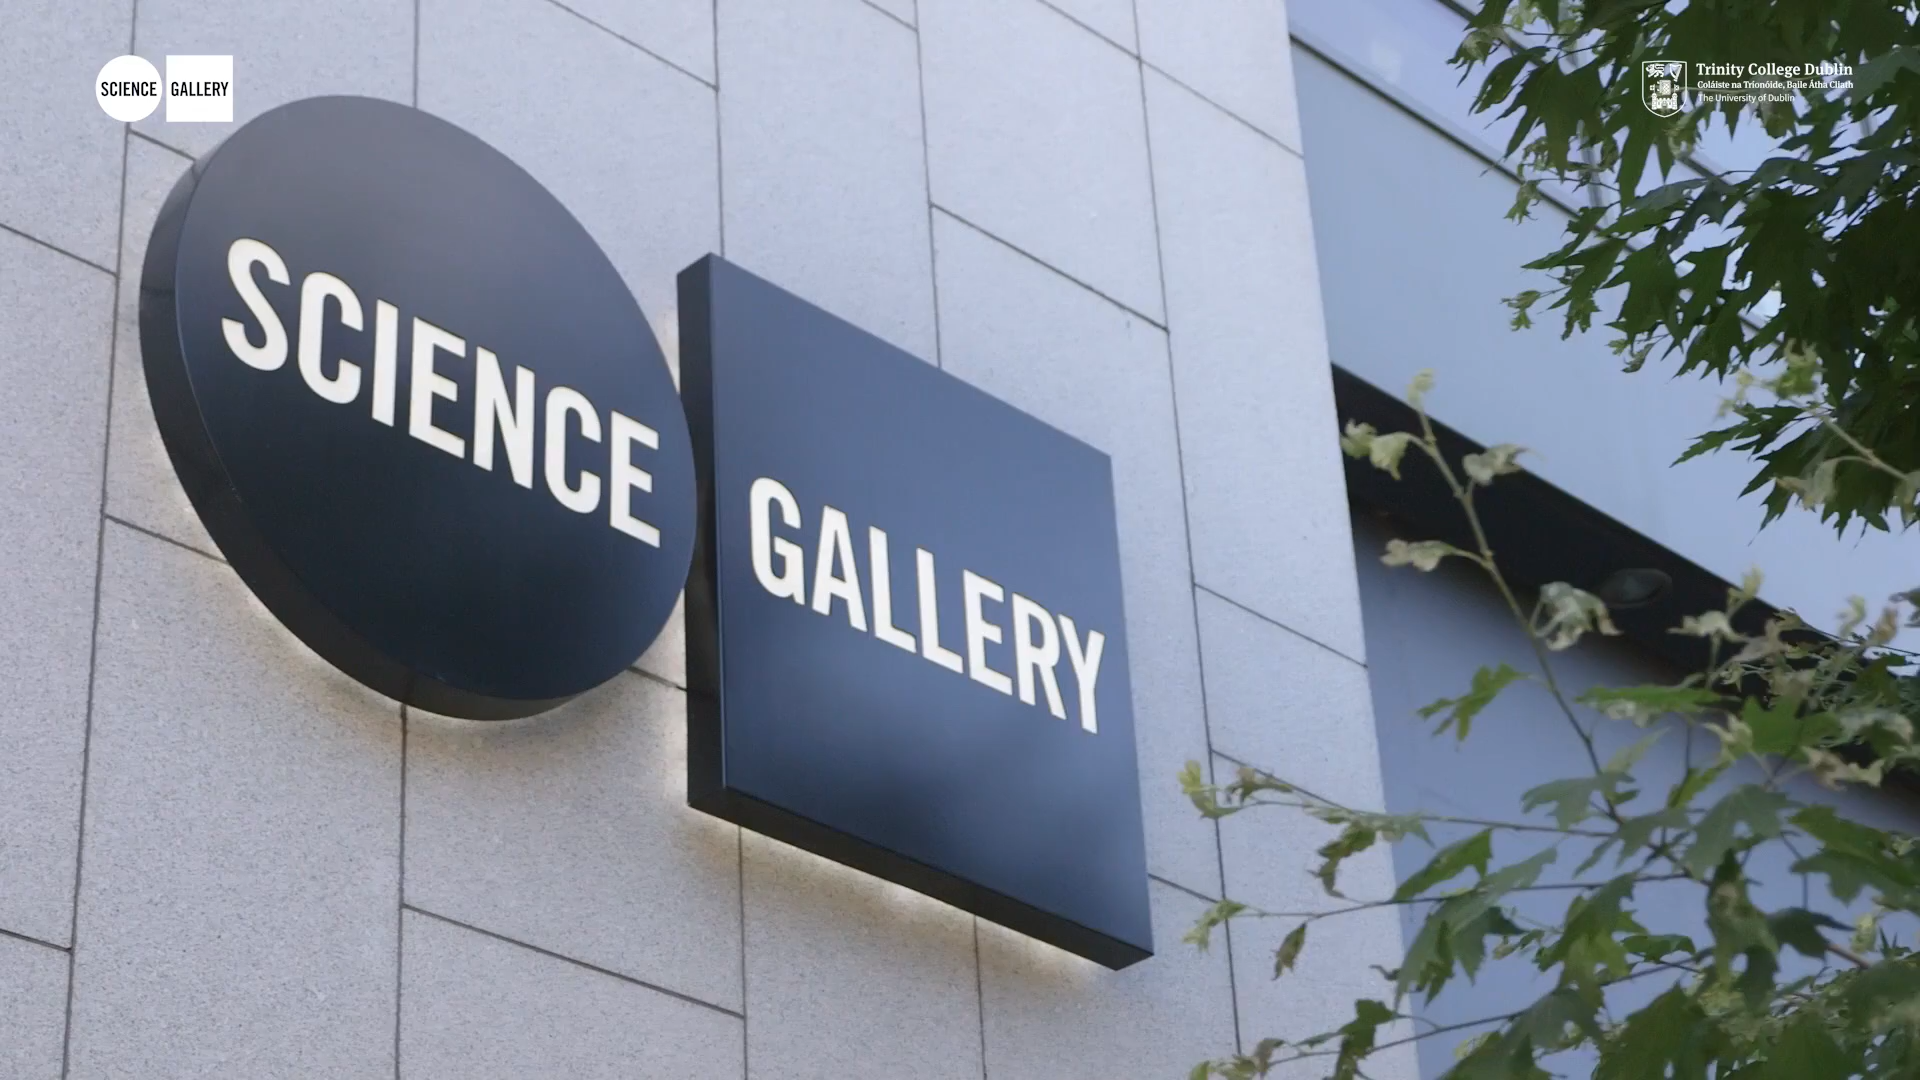 SCIENCE GALLERY
Trinity College Dublin
Coláiste na Tríonóide, Baile Átha Cliath
The University of Dublin
SCIENCE
GALLERY